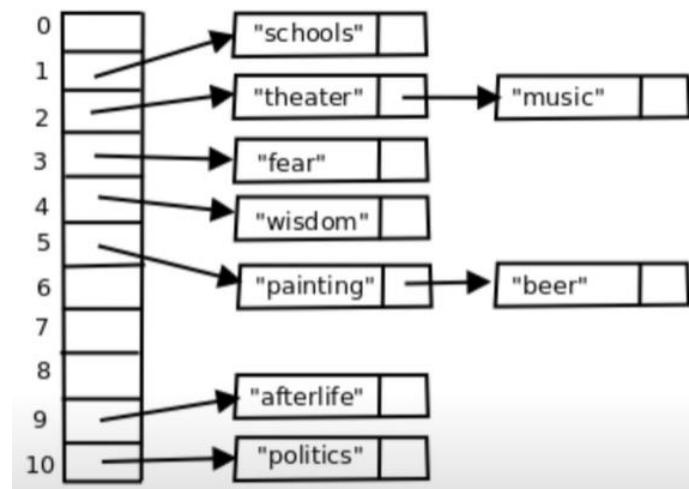 0
1 "schools"
2 "theater" "music"
3 "fear"
4 "wisdom"
5 "painting" "beer"
6
7
8
9 "afterlife"
10 "politics"